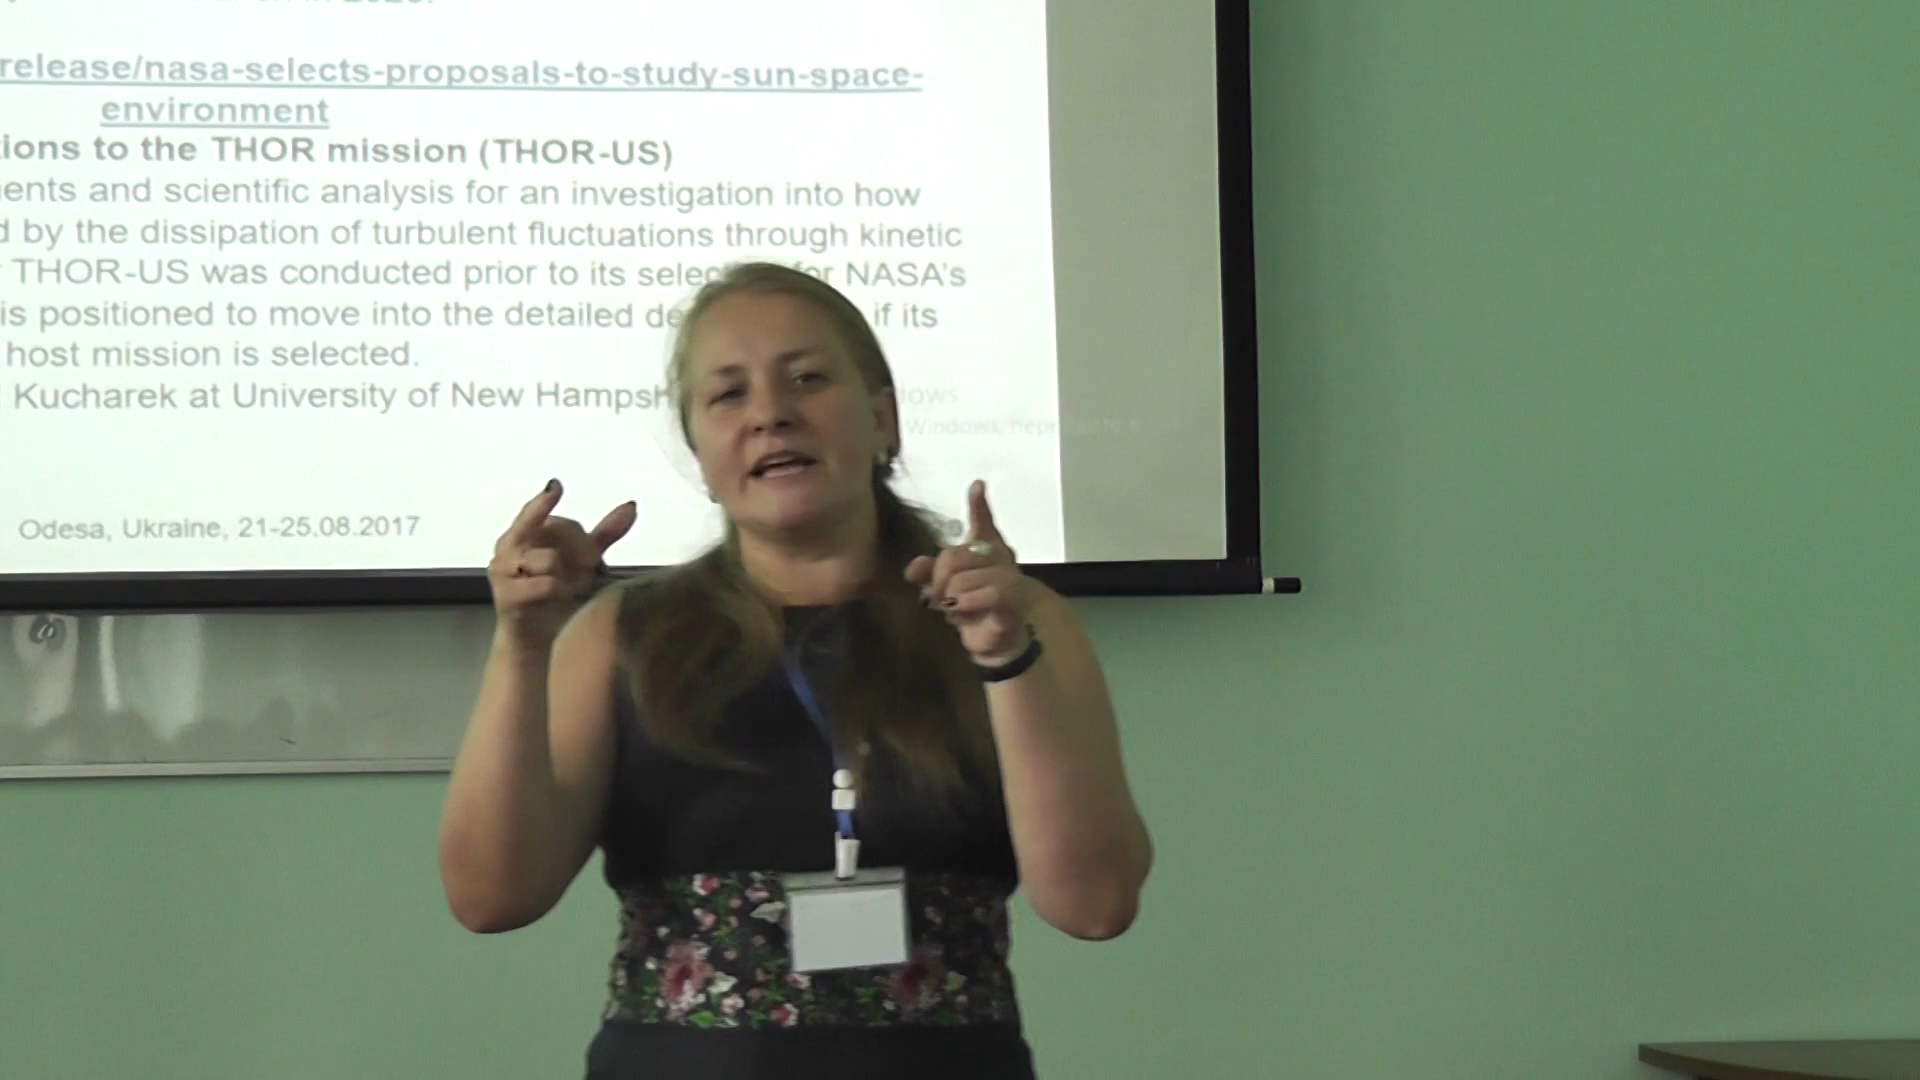 release/nasa-selects-proposals-to-study-sun-space-
environment
tions to the THOR mission (THOR-US)
ents and scientific analysis for an investigation into how
d by the dissipation of turbulent fluctuations through kinetic
THOR-US was conducted prior to its selec for NASA's
is positioned to move into the detailed de if its
host mission is selected.
Kucharek at University of New Hampsh
dows
Windows,
Odesa, Ukraine, 21-25.08.2017